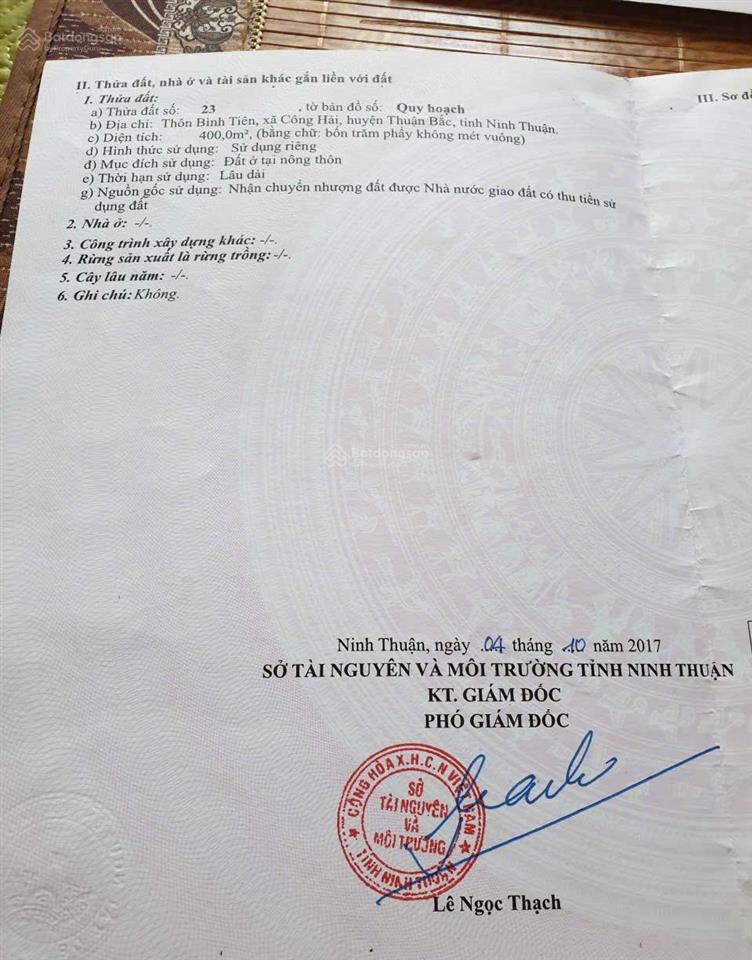 Batdongsan
by PropertyGuru
II. Thửa đất, nhà ở và tài sản khác gắn liền với đất
1. Thửa đất:
a) Thửa đất số: 23 , tờ bản đồ số: Quy hoạch
b) Địa chỉ: Thôn Bình Tiên, xã Công Hải, huyện Thuận Bắc, tỉnh Ninh Thuận.
c) Diện tích: 400,0m², (bằng chữ: bốn trăm phẩy không mét vuông)
d) Hình thức sử dụng: Sử dụng riêng
đ) Mục đích sử dụng: Đất ở tại nông thôn
e) Thời hạn sử dụng: Lâu dài
g) Nguồn gốc sử dụng: Nhận chuyển nhượng đất được Nhà nước giao đất có thu tiền sử
dụng đất
2. Nhà ở: -/-.
3. Công trình xây dựng khác: -/-.
4. Rừng sản xuất là rừng trồng: -/-.
5. Cây lâu năm: -/-.
6. Ghi chú: Không.
III. Sơ đồ
Batdongsan
by PropertyGuru
Ninh Thuận, ngày .04 tháng .10 năm 2017
SỞ TÀI NGUYÊN VÀ MÔI TRƯỜNG TỈNH NINH THUẬN
KT. GIÁM ĐỐC
PHÓ GIÁM ĐỐC
CỘNG HÒA X.H.C.N VIỆT NAM
SỞ
TÀI NGUYÊN
VÀ
MÔI TRƯỜNG
TỈNH NINH THUẬN
Lê Ngọc Thạch